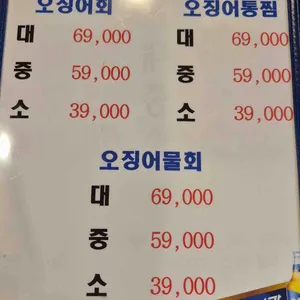 오징어회 오징어통찜
대 69,000 대 69,000
중 59,000 중 59,000
소 39,000 소 39,000
오징어물회
대 69,000
중 59,000
소 39,000